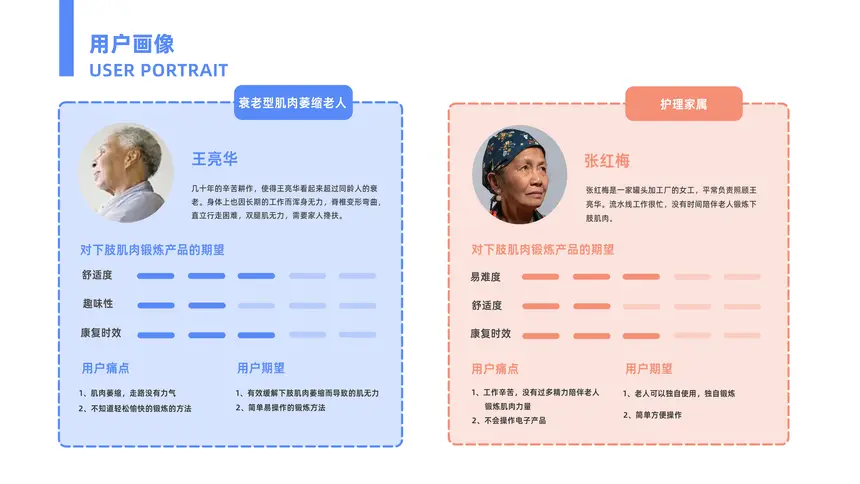 用户画像
USER PORTRAIT
衰老型肌肉萎缩老人
王亮华
几十年的辛苦耕作，使得王亮华看起来超过同龄人的衰
老。身体上也因长期的工作而浑身无力，脊椎变形弯曲，
直立行走困难，双腿肌无力，需要家人搀扶。
对下肢肌肉锻炼产品的期望
舒适度
趣味性
康复时效
用户痛点
1、肌肉萎缩，走路没有力气
2、不知道轻松愉快的锻炼的方法
用户期望
1、有效缓解下肢肌肉萎缩而导致的肌无力
2、简单易操作的锻炼方法
护理家属
张红梅
张红梅是一家罐头加工厂的女工，平常负责照顾王
亮华。流水线工作很忙，没有时间陪伴老人锻炼下
肢肌肉。
对下肢肌肉锻炼产品的期望
易难度
舒适度
康复时效
用户痛点
1、工作辛苦，没有过多精力陪伴老人
锻炼肌肉力量
2、不会操作电子产品
用户期望
1、老人可以独自使用，独自锻炼
2、简单方便操作